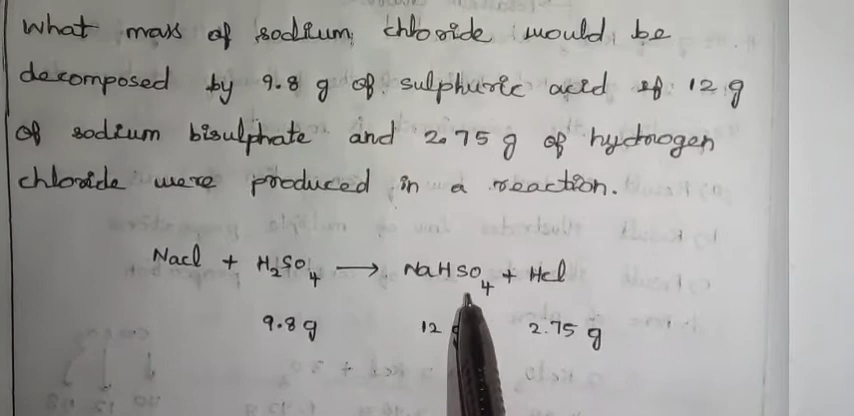 What mass of sodium chloride would be
decomposed by 9.8 g of sulphuric acid if 12 g
of sodium bisulphate and 2.75 g of hydrogen
chloride were produced in a reaction.
Nacl + H₂SO₄ → NaHSO₄ + Hcl
9.8 g 12 2.75 g